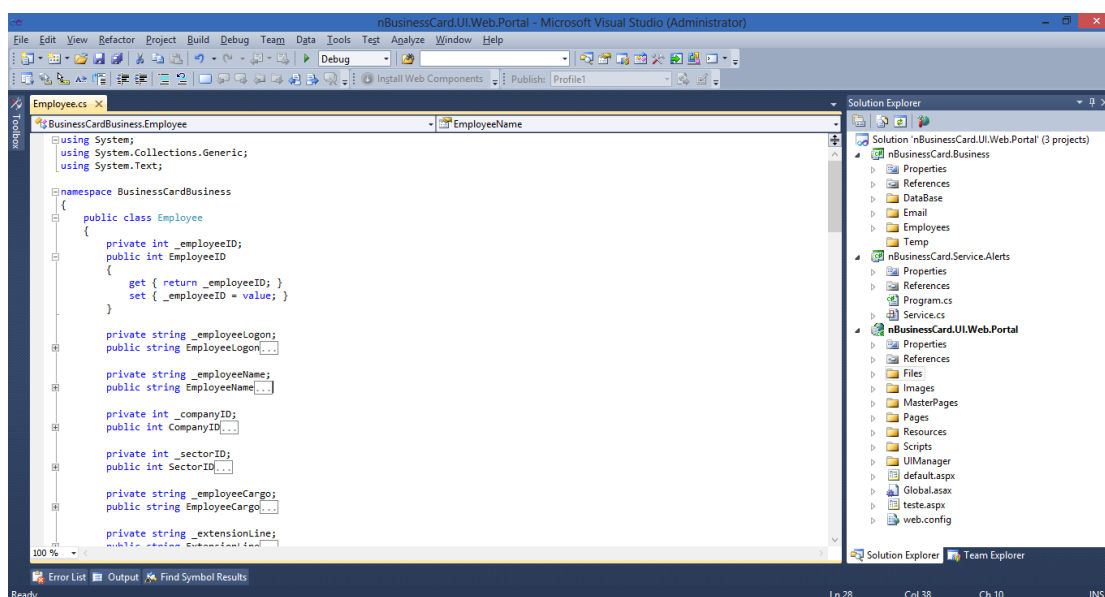 nBusinessCard.UI.Web.Portal - Microsoft Visual Studio (Administrator)
File Edit View Refactor Project Build Debug Team Data Tools Test Analyze Window Help
Debug
Install Web Components Publish: Profile1
Toolbox
Employee.cs
BusinessCardBusiness.Employee EmployeeName
using System;
using System.Collections.Generic;
using System.Text;
namespace BusinessCardBusiness
{
public class Employee
{
private int _employeeID;
public int EmployeeID
{
get { return _employeeID; }
set { _employeeID = value; }
}
private string _employeeLogon;
public string EmployeeLogon...
private string _employeeName;
public string EmployeeName...
private int _companyID;
public int CompanyID...
private int _sectorID;
public int SectorID...
private string _employeeCargo;
public string EmployeeCargo...
private string _extensionLine;
public string ExtensionLine
100 %
Solution Explorer
Solution 'nBusinessCard.UI.Web.Portal' (3 projects)
nBusinessCard.Business
Properties
References
DataBase
Email
Employees
Temp
nBusinessCard.Service.Alerts
Properties
References
Program.cs
Service.cs
nBusinessCard.UI.Web.Portal
Properties
References
Files
Images
MasterPages
Pages
Resources
Scripts
UIManager
default.aspx
Global.asax
teste.aspx
web.config
Solution Explorer Team Explorer
Error List Output Find Symbol Results
Ready Ln 28 Col 38 Ch 10 INS